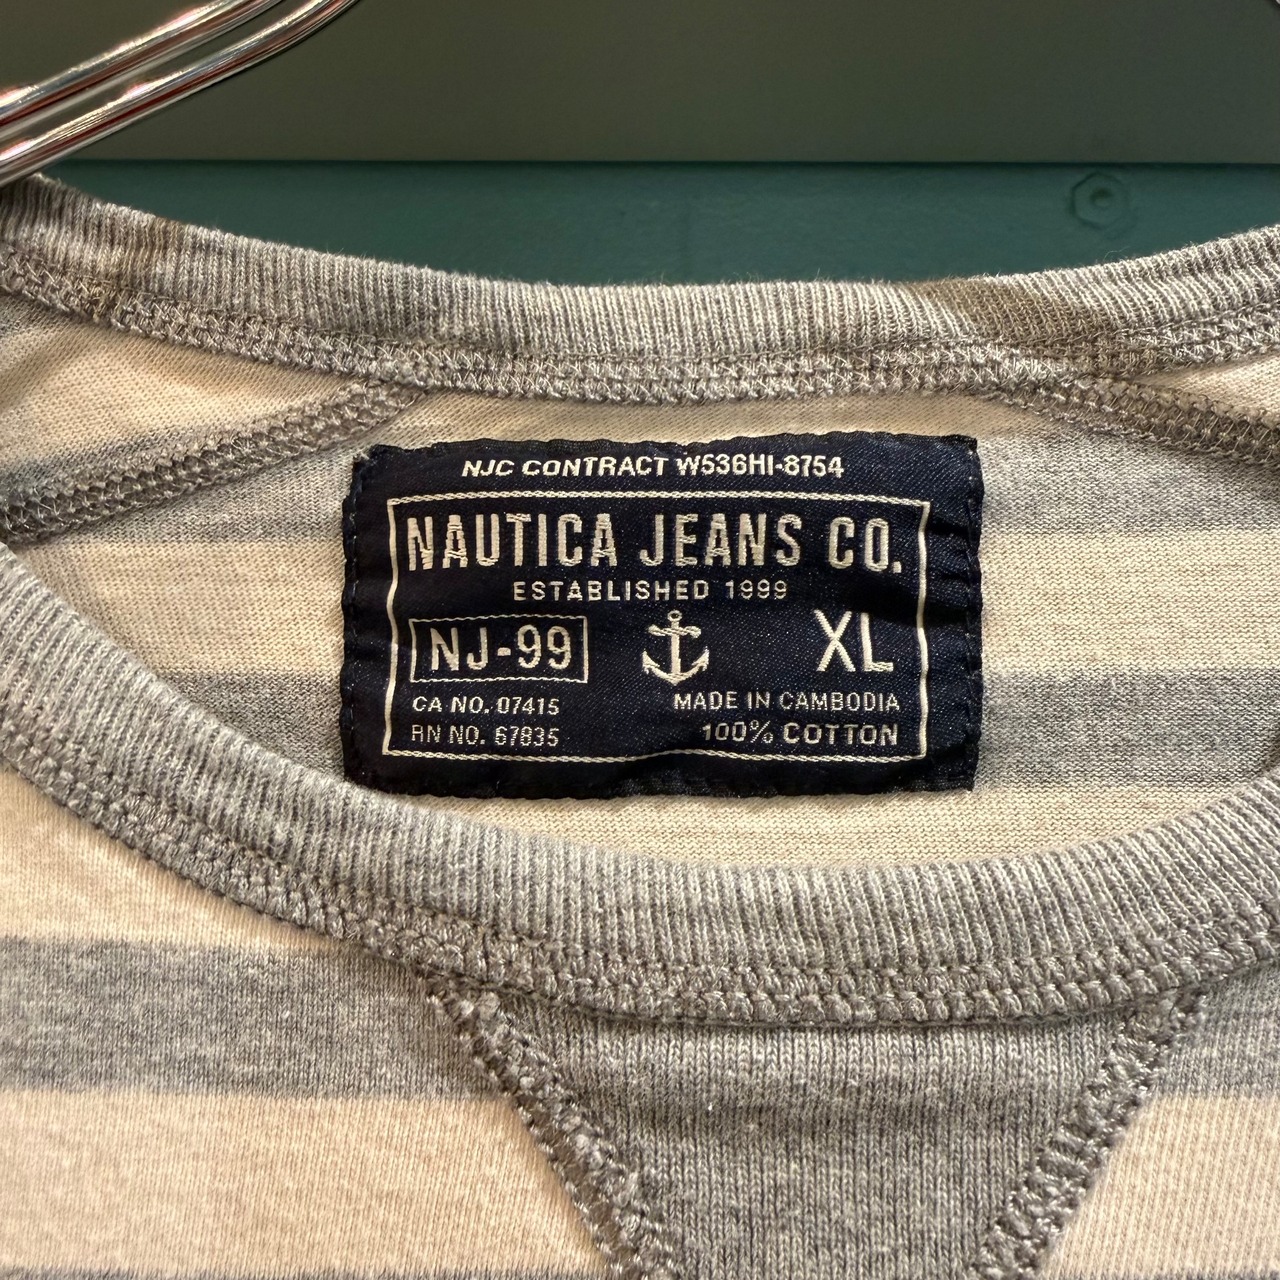 NJC CONTRACT W536HI-8754
NAUTICA JEANS CO.
ESTABLISHED 1999
NJ-99
XL
CA NO. 07415
MADE IN CAMBODIA
RN NO. 67835
100% COTTON